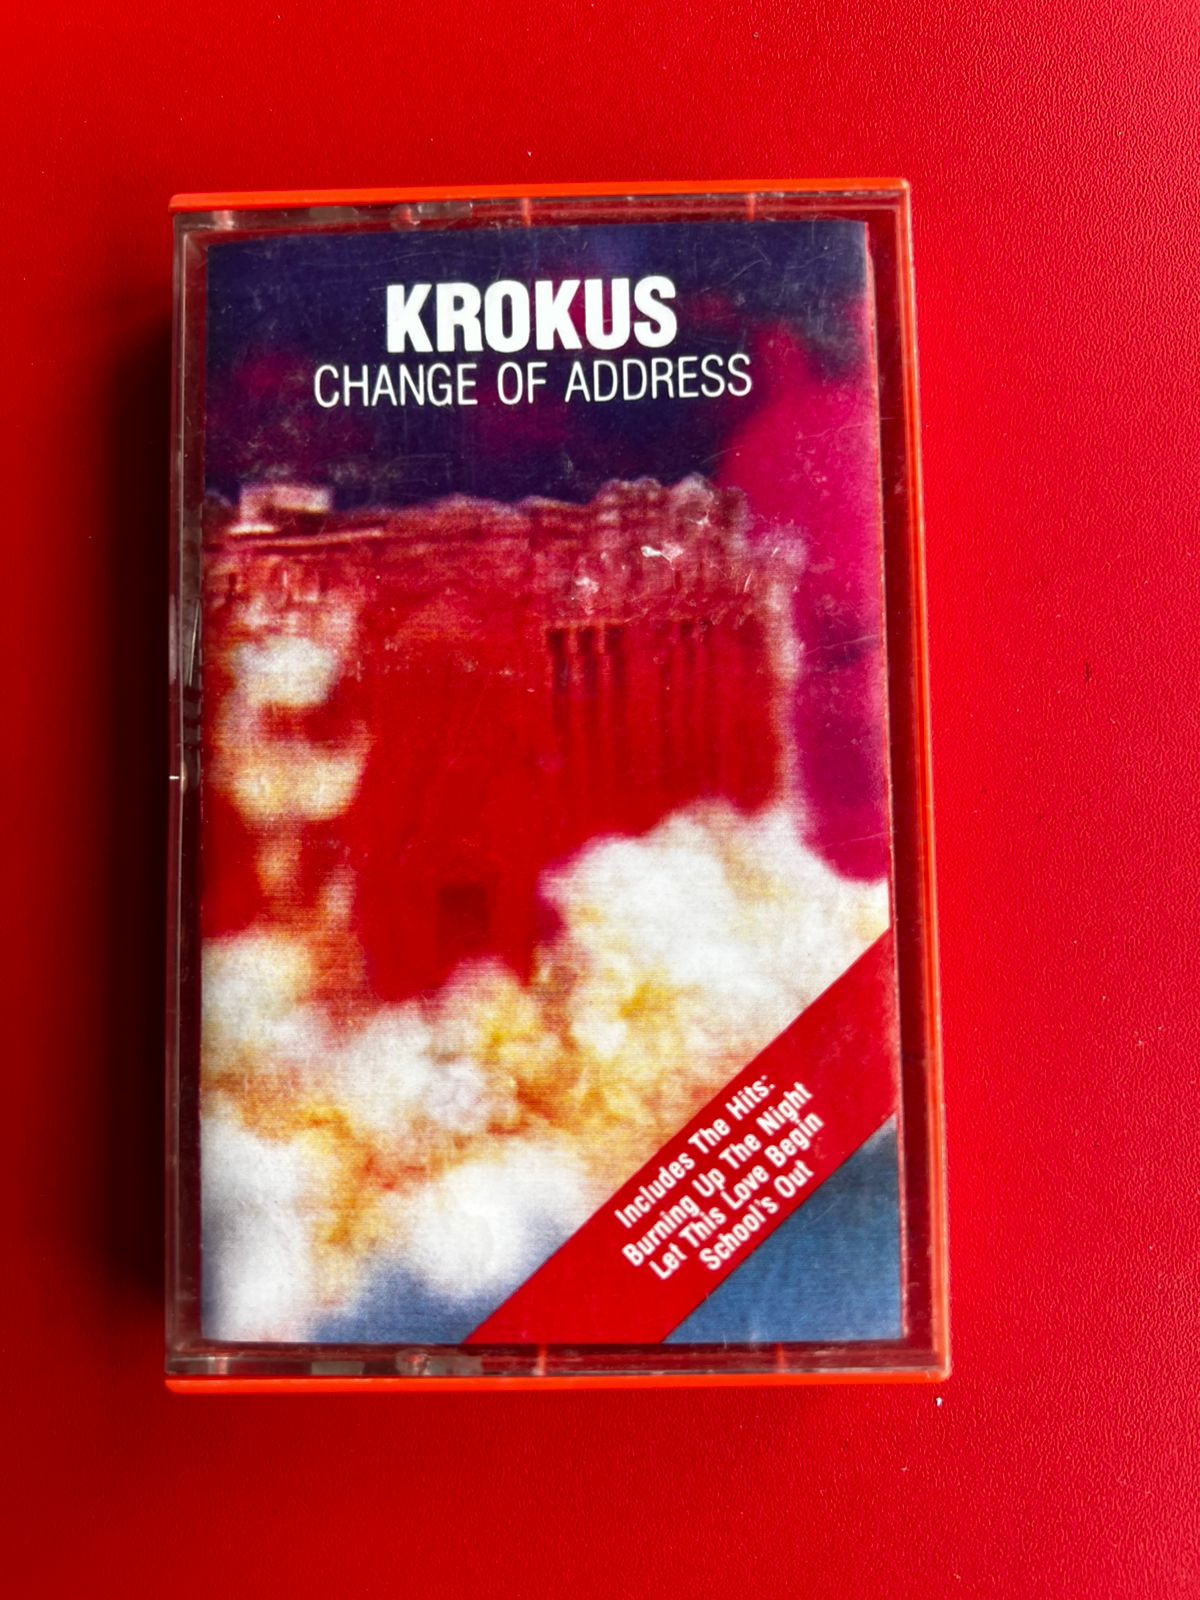 KROKUS
CHANGE OF ADDRESS
Includes The Hits:
Burning Up The Night
Let This Love Begin
School's Out